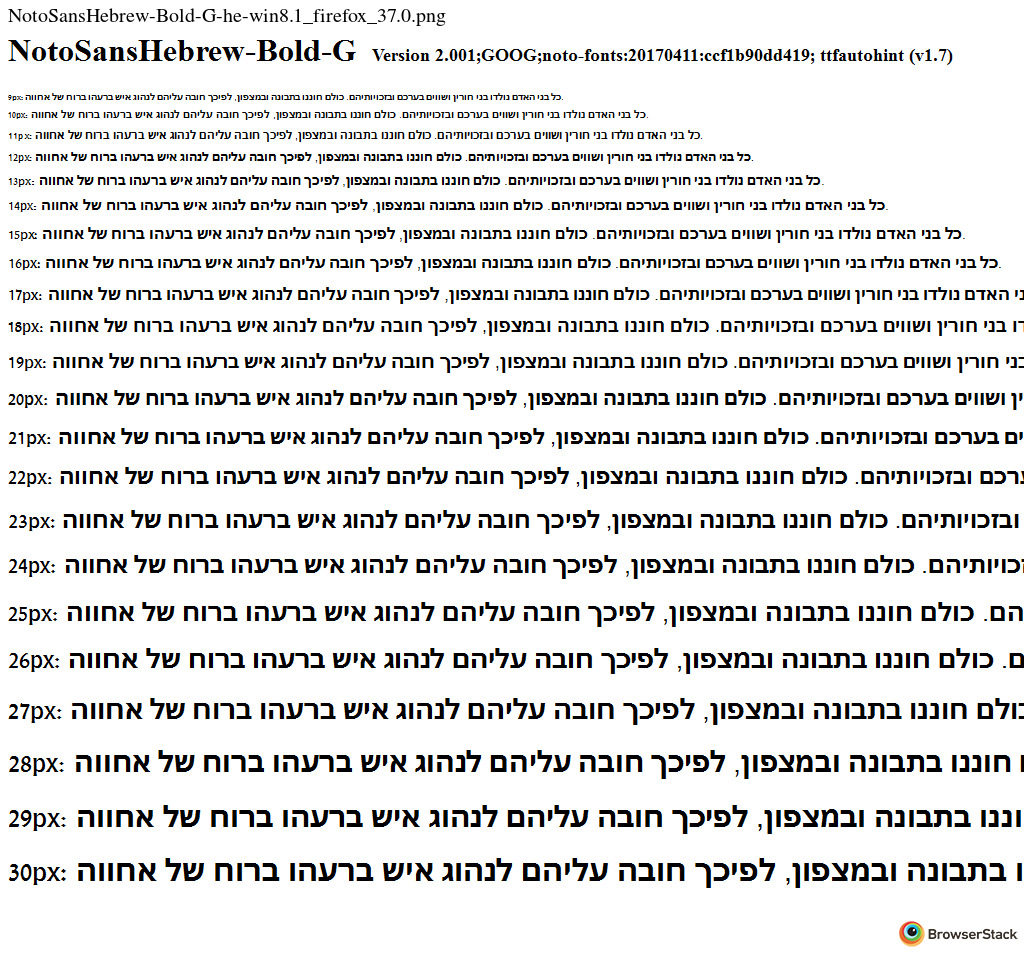 NotoSansHebrew-Bold-G-he-win8.1_firefox_37.0.png
NotoSansHebrew-Bold-G Version 2.001;GOOG;noto-fonts:20170411:ccf1b90dd419; ttfautohint (v1.7)
9px: כל בני האדם נולדו בני חורין ושווים בערכם ובזכויותיהם. כולם חוננו בתבונה ובמצפון, לפיכך חובה עליהם לנהוג איש ברעהו ברוח של אחווה.
10px: כל בני האדם נולדו בני חורין ושווים בערכם ובזכויותיהם. כולם חוננו בתבונה ובמצפון, לפיכך חובה עליהם לנהוג איש ברעהו ברוח של אחווה.
11px: כל בני האדם נולדו בני חורין ושווים בערכם ובזכויותיהם. כולם חוננו בתבונה ובמצפון, לפיכך חובה עליהם לנהוג איש ברעהו ברוח של אחווה.
12px: כל בני האדם נולדו בני חורין ושווים בערכם ובזכויותיהם. כולם חוננו בתבונה ובמצפון, לפיכך חובה עליהם לנהוג איש ברעהו ברוח של אחווה.
13px: כל בני האדם נולדו בני חורין ושווים בערכם ובזכויותיהם. כולם חוננו בתבונה ובמצפון, לפיכך חובה עליהם לנהוג איש ברעהו ברוח של אחווה.
14px: כל בני האדם נולדו בני חורין ושווים בערכם ובזכויותיהם. כולם חוננו בתבונה ובמצפון, לפיכך חובה עליהם לנהוג איש ברעהו ברוח של אחווה.
15px: כל בני האדם נולדו בני חורין ושווים בערכם ובזכויותיהם. כולם חוננו בתבונה ובמצפון, לפיכך חובה עליהם לנהוג איש ברעהו ברוח של אחווה.
16px: כל בני האדם נולדו בני חורין ושווים בערכם ובזכויותיהם. כולם חוננו בתבונה ובמצפון, לפיכך חובה עליהם לנהוג איש ברעהו ברוח של אחווה.
17px: האדם נולדו בני חורין ושווים בערכם ובזכויותיהם. כולם חוננו בתבונה ובמצפון, לפיכך חובה עליהם לנהוג איש ברעהו ברוח של אחווה
18px: בני חורין ושווים בערכם ובזכויותיהם. כולם חוננו בתבונה ובמצפון, לפיכך חובה עליהם לנהוג איש ברעהו ברוח של אחווה
19px: חורין ושווים בערכם ובזכויותיהם. כולם חוננו בתבונה ובמצפון, לפיכך חובה עליהם לנהוג איש ברעהו ברוח של אחווה
20px: ושווים בערכם ובזכויותיהם. כולם חוננו בתבונה ובמצפון, לפיכך חובה עליהם לנהוג איש ברעהו ברוח של אחווה
21px: בערכם ובזכויותיהם. כולם חוננו בתבונה ובמצפון, לפיכך חובה עליהם לנהוג איש ברעהו ברוח של אחווה
22px: ובזכויותיהם. כולם חוננו בתבונה ובמצפון, לפיכך חובה עליהם לנהוג איש ברעהו ברוח של אחווה
23px: ובזכויותיהם. כולם חוננו בתבונה ובמצפון, לפיכך חובה עליהם לנהוג איש ברעהו ברוח של אחווה
24px: כולם חוננו בתבונה ובמצפון, לפיכך חובה עליהם לנהוג איש ברעהו ברוח של אחווה
25px: כולם חוננו בתבונה ובמצפון, לפיכך חובה עליהם לנהוג איש ברעהו ברוח של אחווה
26px: כולם חוננו בתבונה ובמצפון, לפיכך חובה עליהם לנהוג איש ברעהו ברוח של אחווה
27px: חוננו בתבונה ובמצפון, לפיכך חובה עליהם לנהוג איש ברעהו ברוח של אחווה
28px: חוננו בתבונה ובמצפון, לפיכך חובה עליהם לנהוג איש ברעהו ברוח של אחווה
29px: בתבונה ובמצפון, לפיכך חובה עליהם לנהוג איש ברעהו ברוח של אחווה
30px: בתבונה ובמצפון, לפיכך חובה עליהם לנהוג איש ברעהו ברוח של אחווה
BrowserStack